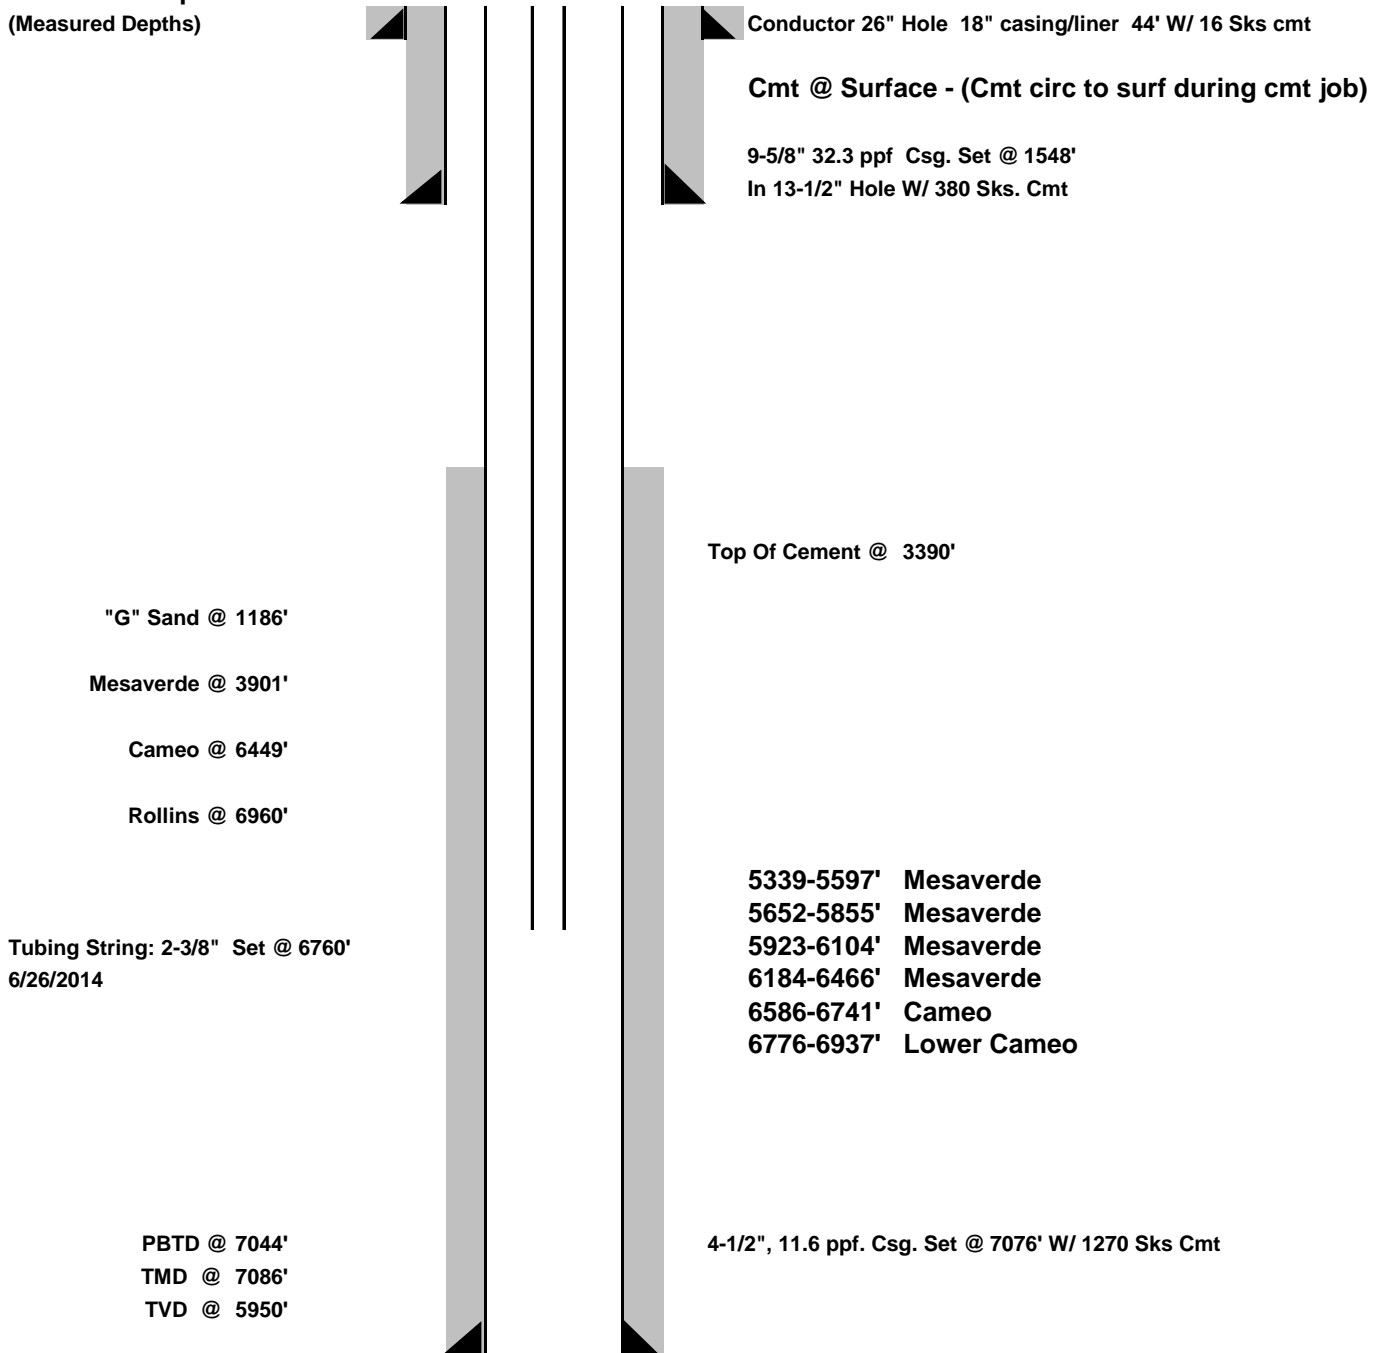 (Measured Depths)
Conductor 26" Hole 18" casing/liner 44' W/ 16 Sks cmt
Cmt @ Surface - (Cmt circ to surf during cmt job)
9-5/8" 32.3 ppf Csg. Set @ 1548'
In 13-1/2" Hole W/ 380 Sks. Cmt
Top Of Cement @ 3390'
"G" Sand @ 1186'
Mesaverde @ 3901'
Cameo @ 6449'
Rollins @ 6960'
5339-5597' Mesaverde
5652-5855' Mesaverde
5923-6104' Mesaverde
6184-6466' Mesaverde
6586-6741' Cameo
6776-6937' Lower Cameo
Tubing String: 2-3/8" Set @ 6760'
6/26/2014
PBTD @ 7044'
TMD @ 7086'
TVD @ 5950'
4-1/2", 11.6 ppf. Csg. Set @ 7076' W/ 1270 Sks Cmt